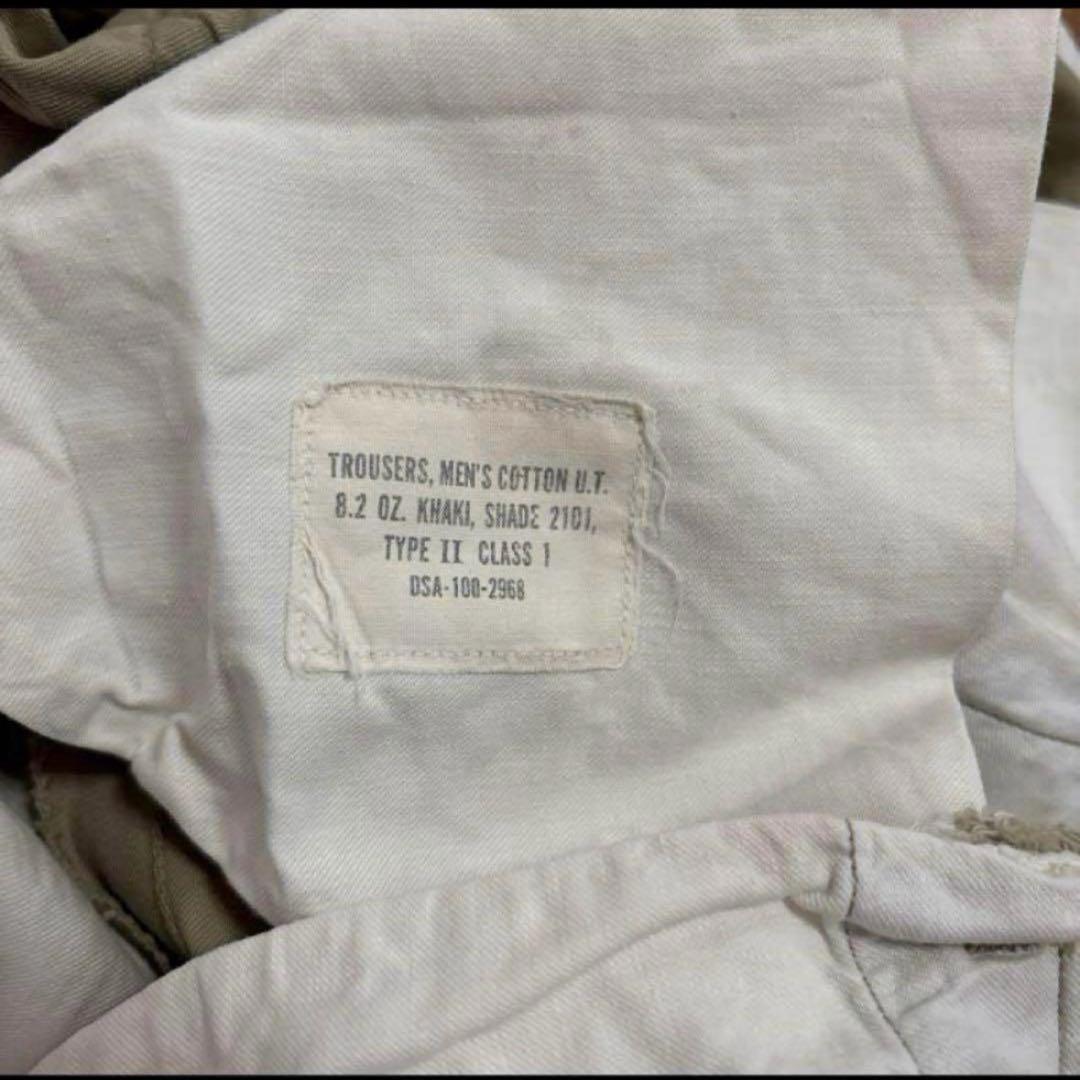 TROUSERS, MEN'S COTTON U.T.
8.2 OZ. KHAKI, SHADE 2101,
TYPE II CLASS 1
DSA-100-2968